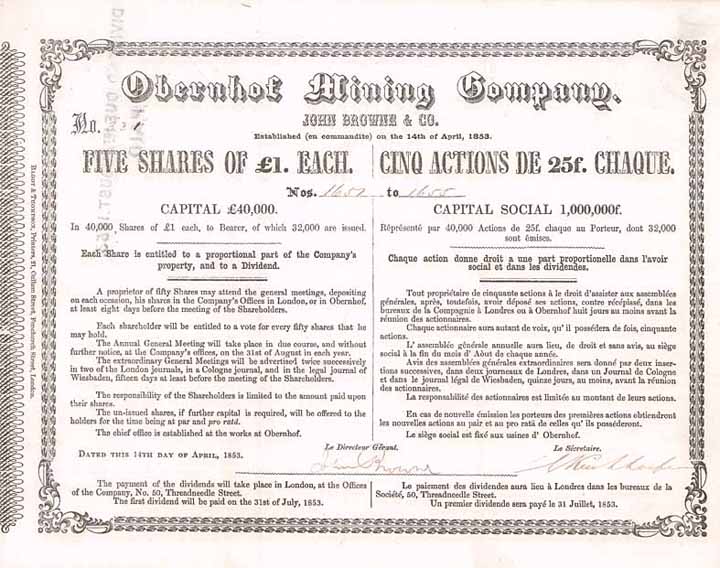 Obernhof Mining Company.
JOHN BROWNE & CO.
Established (en commandite) on the 14th of April, 1853.
No.
FIVE SHARES OF £1. EACH.
CINQ ACTIONS DE 25f. CHAQUE.
Nos. 1651 to 1655
CAPITAL £40,000.
In 40,000 Shares of £1 each, to Bearer, of which 32,000 are issued.
Each Share is entitled to a proportional part of the Company's
property, and to a Dividend.
A proprietor of fifty Shares may attend the general meetings, depositing
on each occasion, his shares in the Company's Offices in London, or in Obernhof,
at least eight days before the meeting of the Shareholders.
Each shareholder will be entitled to a vote for every fifty shares that he
may hold.
The Annual General Meeting will take place in due course, and without
further notice, at the Company's offices, on the 31st of August in each year.
The extraordinary General Meetings will be advertised twice successively
in two of the London journals, in a Cologne journal, and in the legal journal of
Wiesbaden, fifteen days at least before the meeting of the Shareholders.
The responsibility of the Shareholders is limited to the amount paid upon
their shares.
The un-issued shares, if further capital is required, will be offered to the
holders for the time being at par and pro ratâ.
The chief office is established at the works at Obernhof.
DATED THIS 14TH DAY OF APRIL, 1853.
CAPITAL SOCIAL 1,000,000f.
Réprésenté par 40,000 Actions de 25f. chaque au Porteur, dont 32,000
sont émises.
Chaque action donne droit a une part proportionelle dans l'avoir
social et dans les dividendes.
Tout propriétaire de cinquante actions à le droit d'assister aux assemblées
générales, après, toutefois, avoir déposé ses actions, contre récépissé, dans les
bureaux de la Compagnie à Londres ou à Obernhof huit jours au moins avant la
réunion des actionnaires.
Chaque actionnaire aura autant de voix, qu'il possèdera de fois, cinquante
actions.
L'assemblée générale annuelle aura lieu, de droit et sans avis, au siège
social à la fin du mois d'Aôut de chaque année.
Avis des assemblées générales extraordinaires sera donné par deux inser-
tions successives, dans deux journeaux de Londres, dans un Journal de Cologne
et dans le journal légal de Wiesbaden, quinze jours, au moins, avant la réunion
des actionnaires.
La responsabilité des actionnaires est limitée au montant de leurs actions.
En cas de nouvelle émission les porteurs des premières actions obtiendront
les nouvelles actions au pair et au pro ratâ de celles qu'ils posséderont.
Le siège social est fixé aux usines d'Obernhof.
Le Directeur Gérant.
Le Sécretaire.
John Browne
The payment of the dividends will take place in London, at the Offices
of the Company, No. 50, Threadneedle Street.
The first dividend will be paid on the 31st of July, 1853.
Le paiement des dividendes aura lieu à Londres dans les bureaux de la
Société, 50, Threadneedle Street.
Un premier dividende sera payé le 31 Juillet, 1853.